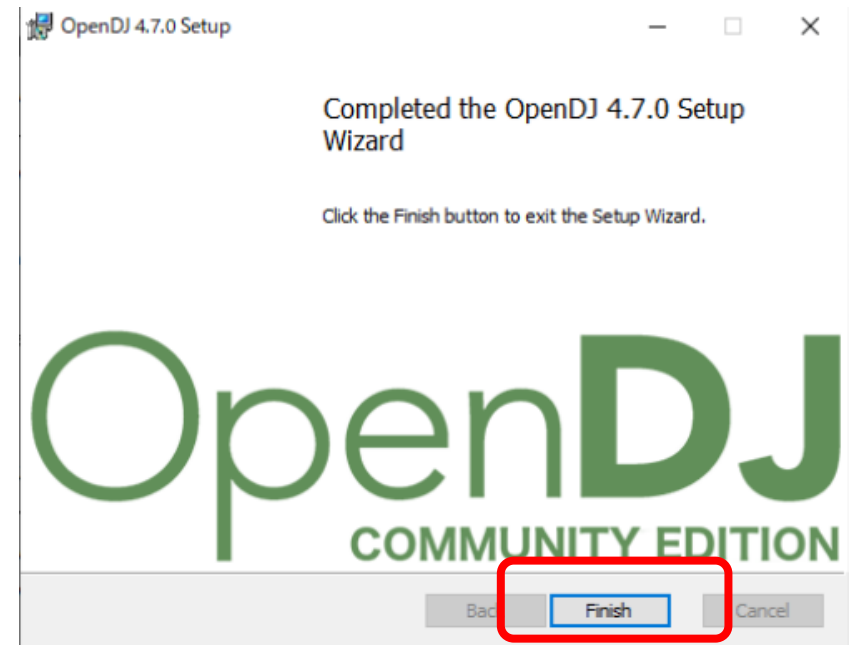 OpenDJ 4.7.0 Setup
Completed the OpenDJ 4.7.0 Setup
Wizard
Click the Finish button to exit the Setup Wizard.
OpenDJ
COMMUNITY EDITION
Back Finish Cancel